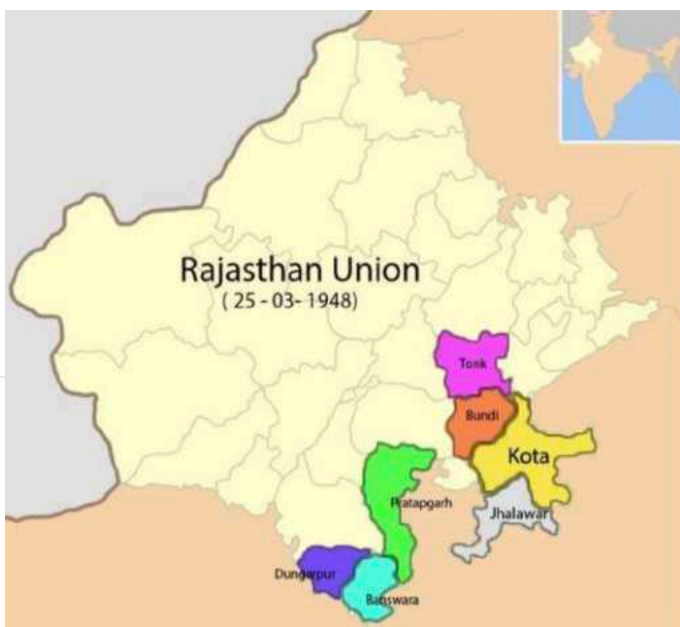 Rajasthan Union
( 25 - 03- 1948)
Tonk
Bundi
Kota
Pratapgarh
Jhalawar
Dungarpur
Banswara